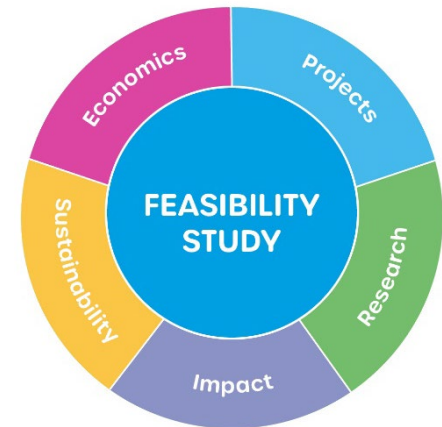 Economics
Projects
FEASIBILITY
STUDY
Sustainability
Research
Impact